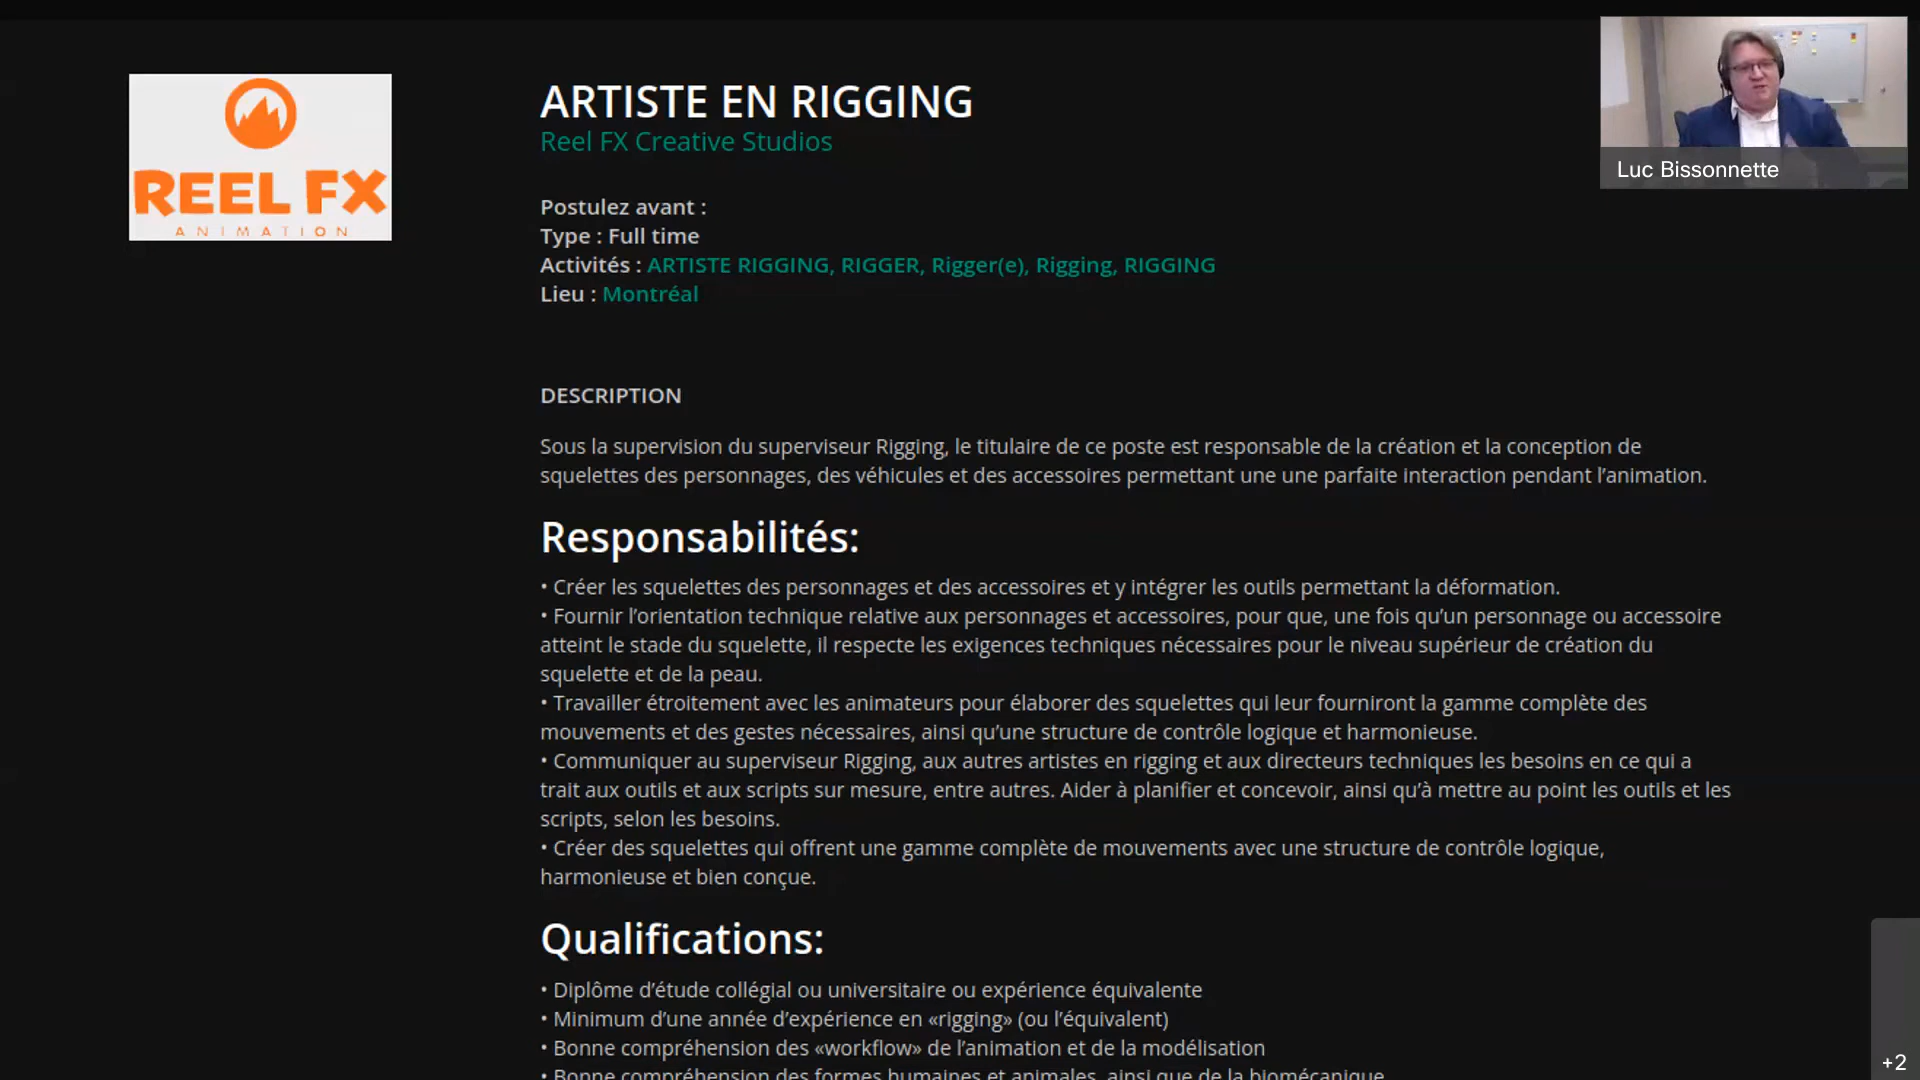 REEL FX
ANIMATION
ARTISTE EN RIGGING
Reel FX Creative Studios
Postulez avant :
Type : Full time
Activités : ARTISTE RIGGING, RIGGER, Rigger(e), Rigging, RIGGING
Lieu : Montréal
Luc Bissonnette
DESCRIPTION
Sous la supervision du superviseur Rigging, le titulaire de ce poste est responsable de la création et la conception de
squelettes des personnages, des véhicules et des accessoires permettant une une parfaite interaction pendant l’animation.
Responsabilités:
• Créer les squelettes des personnages et des accessoires et y intégrer les outils permettant la déformation.
• Fournir l’orientation technique relative aux personnages et accessoires, pour que, une fois qu’un personnage ou accessoire
atteint le stade du squelette, il respecte les exigences techniques nécessaires pour le niveau supérieur de création du
squelette et de la peau.
• Travailler étroitement avec les animateurs pour élaborer des squelettes qui leur fourniront la gamme complète des
mouvements et des gestes nécessaires, ainsi qu’une structure de contrôle logique et harmonieuse.
• Communiquer au superviseur Rigging, aux autres artistes en rigging et aux directeurs techniques les besoins en ce qui a
trait aux outils et aux scripts sur mesure, entre autres. Aider à planifier et concevoir, ainsi qu’à mettre au point les outils et les
scripts, selon les besoins.
• Créer des squelettes qui offrent une gamme complète de mouvements avec une structure de contrôle logique,
harmonieuse et bien conçue.
Qualifications:
• Diplôme d’étude collégial ou universitaire ou expérience équivalente
• Minimum d’une année d’expérience en «rigging» (ou l’équivalent)
• Bonne compréhension des «workflow» de l’animation et de la modélisation
• Bonne compréhension des formes humaines et animales, ainsi que de la biomécanique
+2